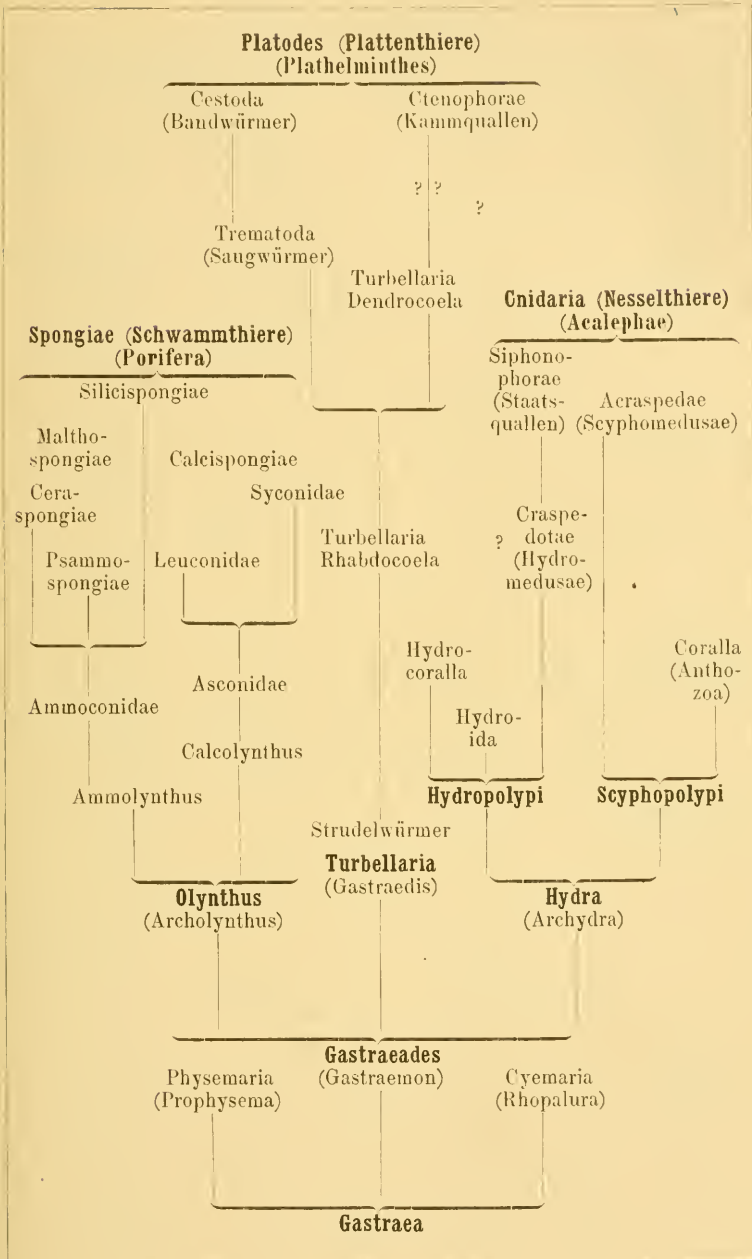 Platodes (Plattenthiere)
(Plathelminthes)
Cestoda
(Bandwürmer)
Ctenophorae
(Kammquallen)
? ?
?
Trematoda
(Saugwürmer)
Turbellaria
Dendrocoela
Cnidaria (Nesselthiere)
(Acalephae)
Spongiae (Schwammthiere)
(Porifera)
Siphono-
phorae
(Staats-
quallen)
Acraspedae
(Scyphomedusae)
Silicispongiae
Maltho-
spongiae
Calcispongiae
Cera-
spongiae
Syconidae
Psammo-
spongiae
Leuconidae
Turbellaria
Rhabdocoela
?
Craspe-
dotae
(Hydro-
medusae)
Hydro-
coralla
Coralla
(Antho-
zoa)
Asconidae
Ammoconidae
Hydro-
ida
Calcolynthus
Ammolynthus
Hydropolypi
Scyphopolypi
Strudelwürmer
Turbellaria
(Gastraedis)
Olynthus
(Archolynthus)
Hydra
(Archydra)
Gastraeades
(Gastraemon)
Physemaria
(Prophysema)
Cyemaria
(Rhopalura)
Gastraea